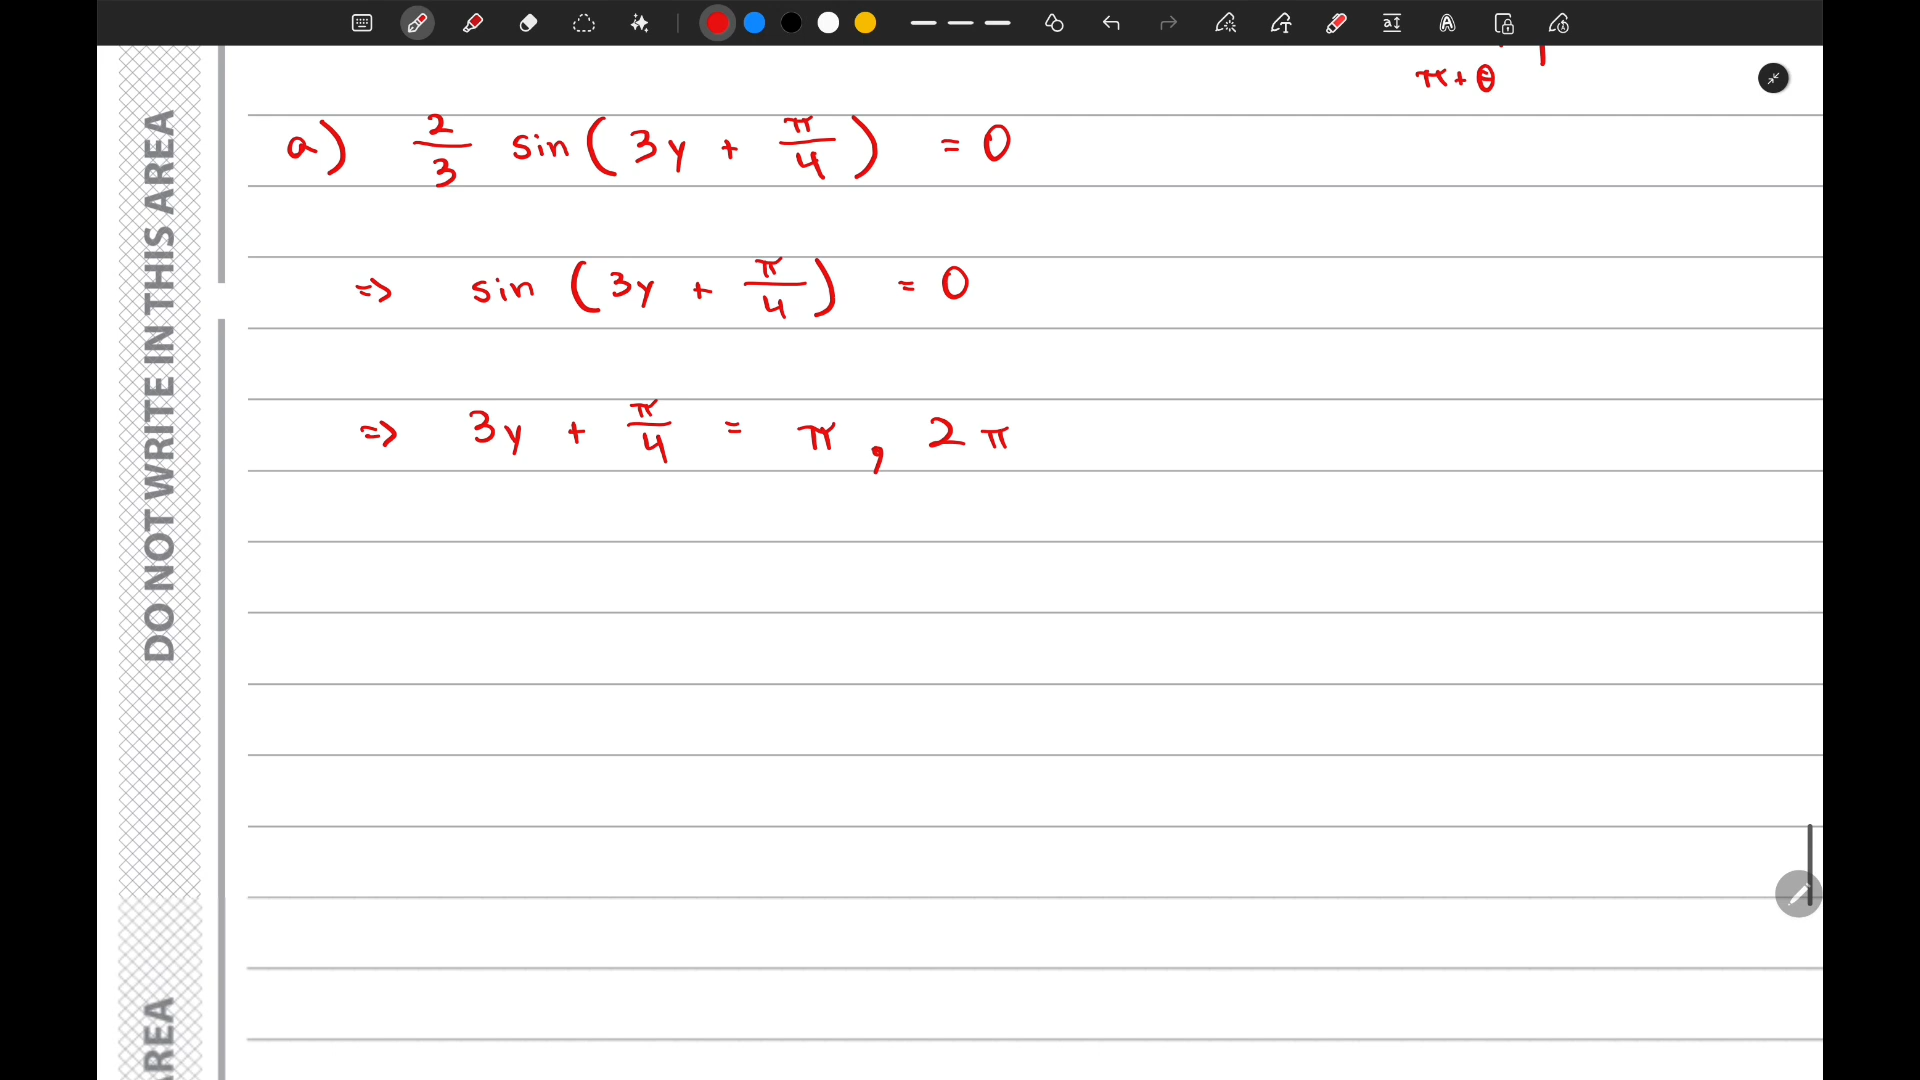 π + θ
a) 2/3 sin(3y + π/4) = 0
=> sin (3y + π/4) = 0
=> 3y + π/4 = π, 2π
DO NOT WRITE IN THIS AREA
AREA